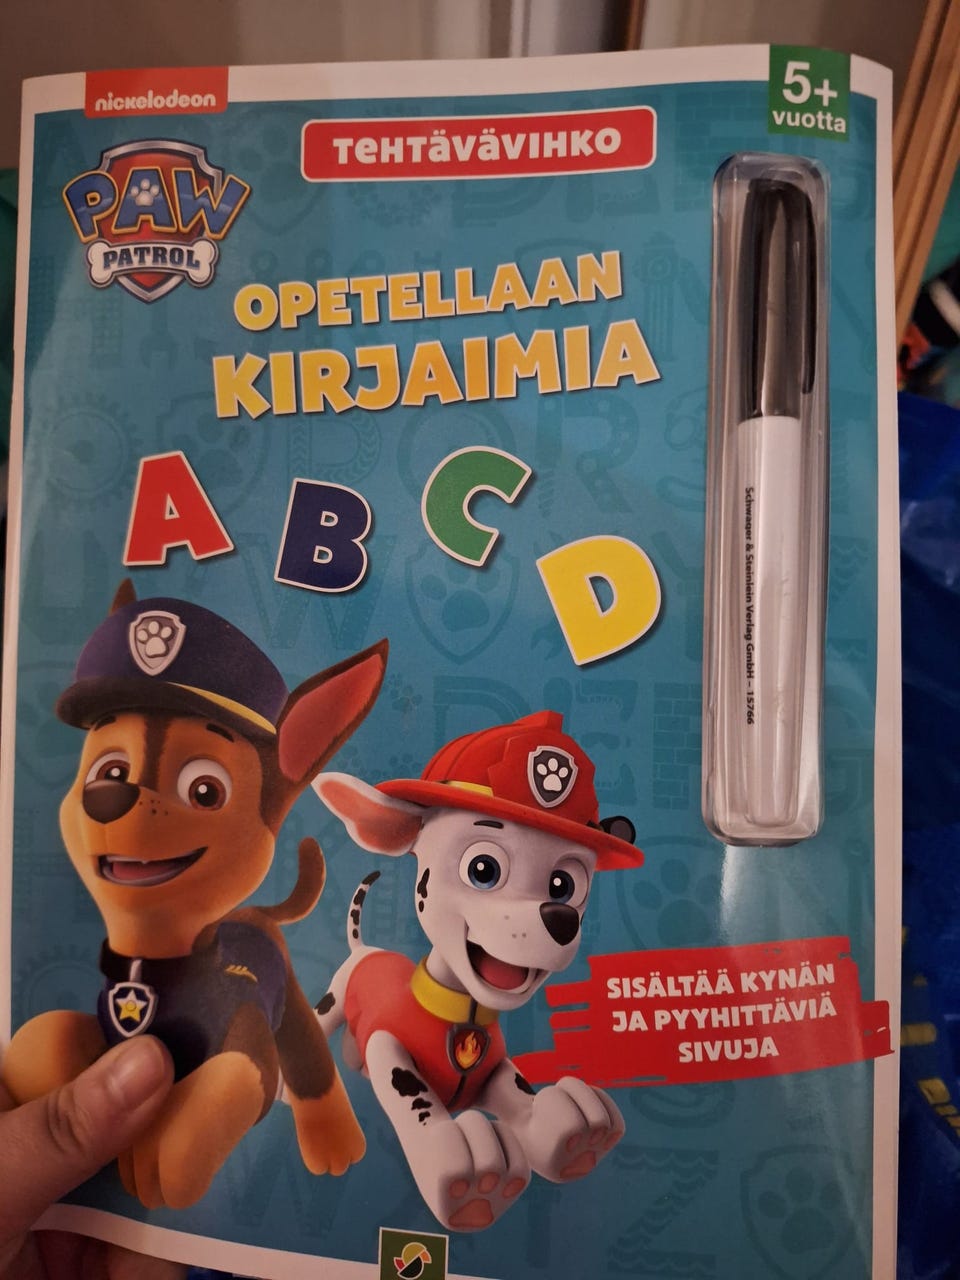 nickelodeon
5+
vuotta
TEHTÄVÄVIHKO
PAW
PATROL
OPETELLAAN
KIRJAIMIA
A B C D
Schwager & Steinlein Verlag GmbH – 15766
SISÄLTÄÄ KYNÄN
JA PYYHITTÄVIÄ
SIVUJA